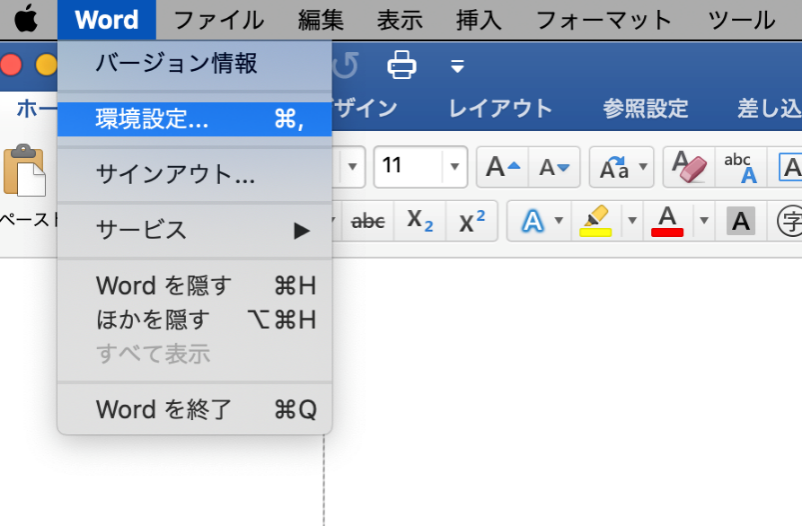 Word ファイル 編集 表示 挿入 フォーマット ツール
バージョン情報
環境設定... ⌘,
サインアウト...
サービス ▶
Word を隠す ⌘H
ほかを隠す ⌥⌘H
すべて表示
Word を終了 ⌘Q
ホー ザイン レイアウト 参照設定 差し込
ペースト 11 A A Aa A abc A A
abc X₂ X² A A A 字